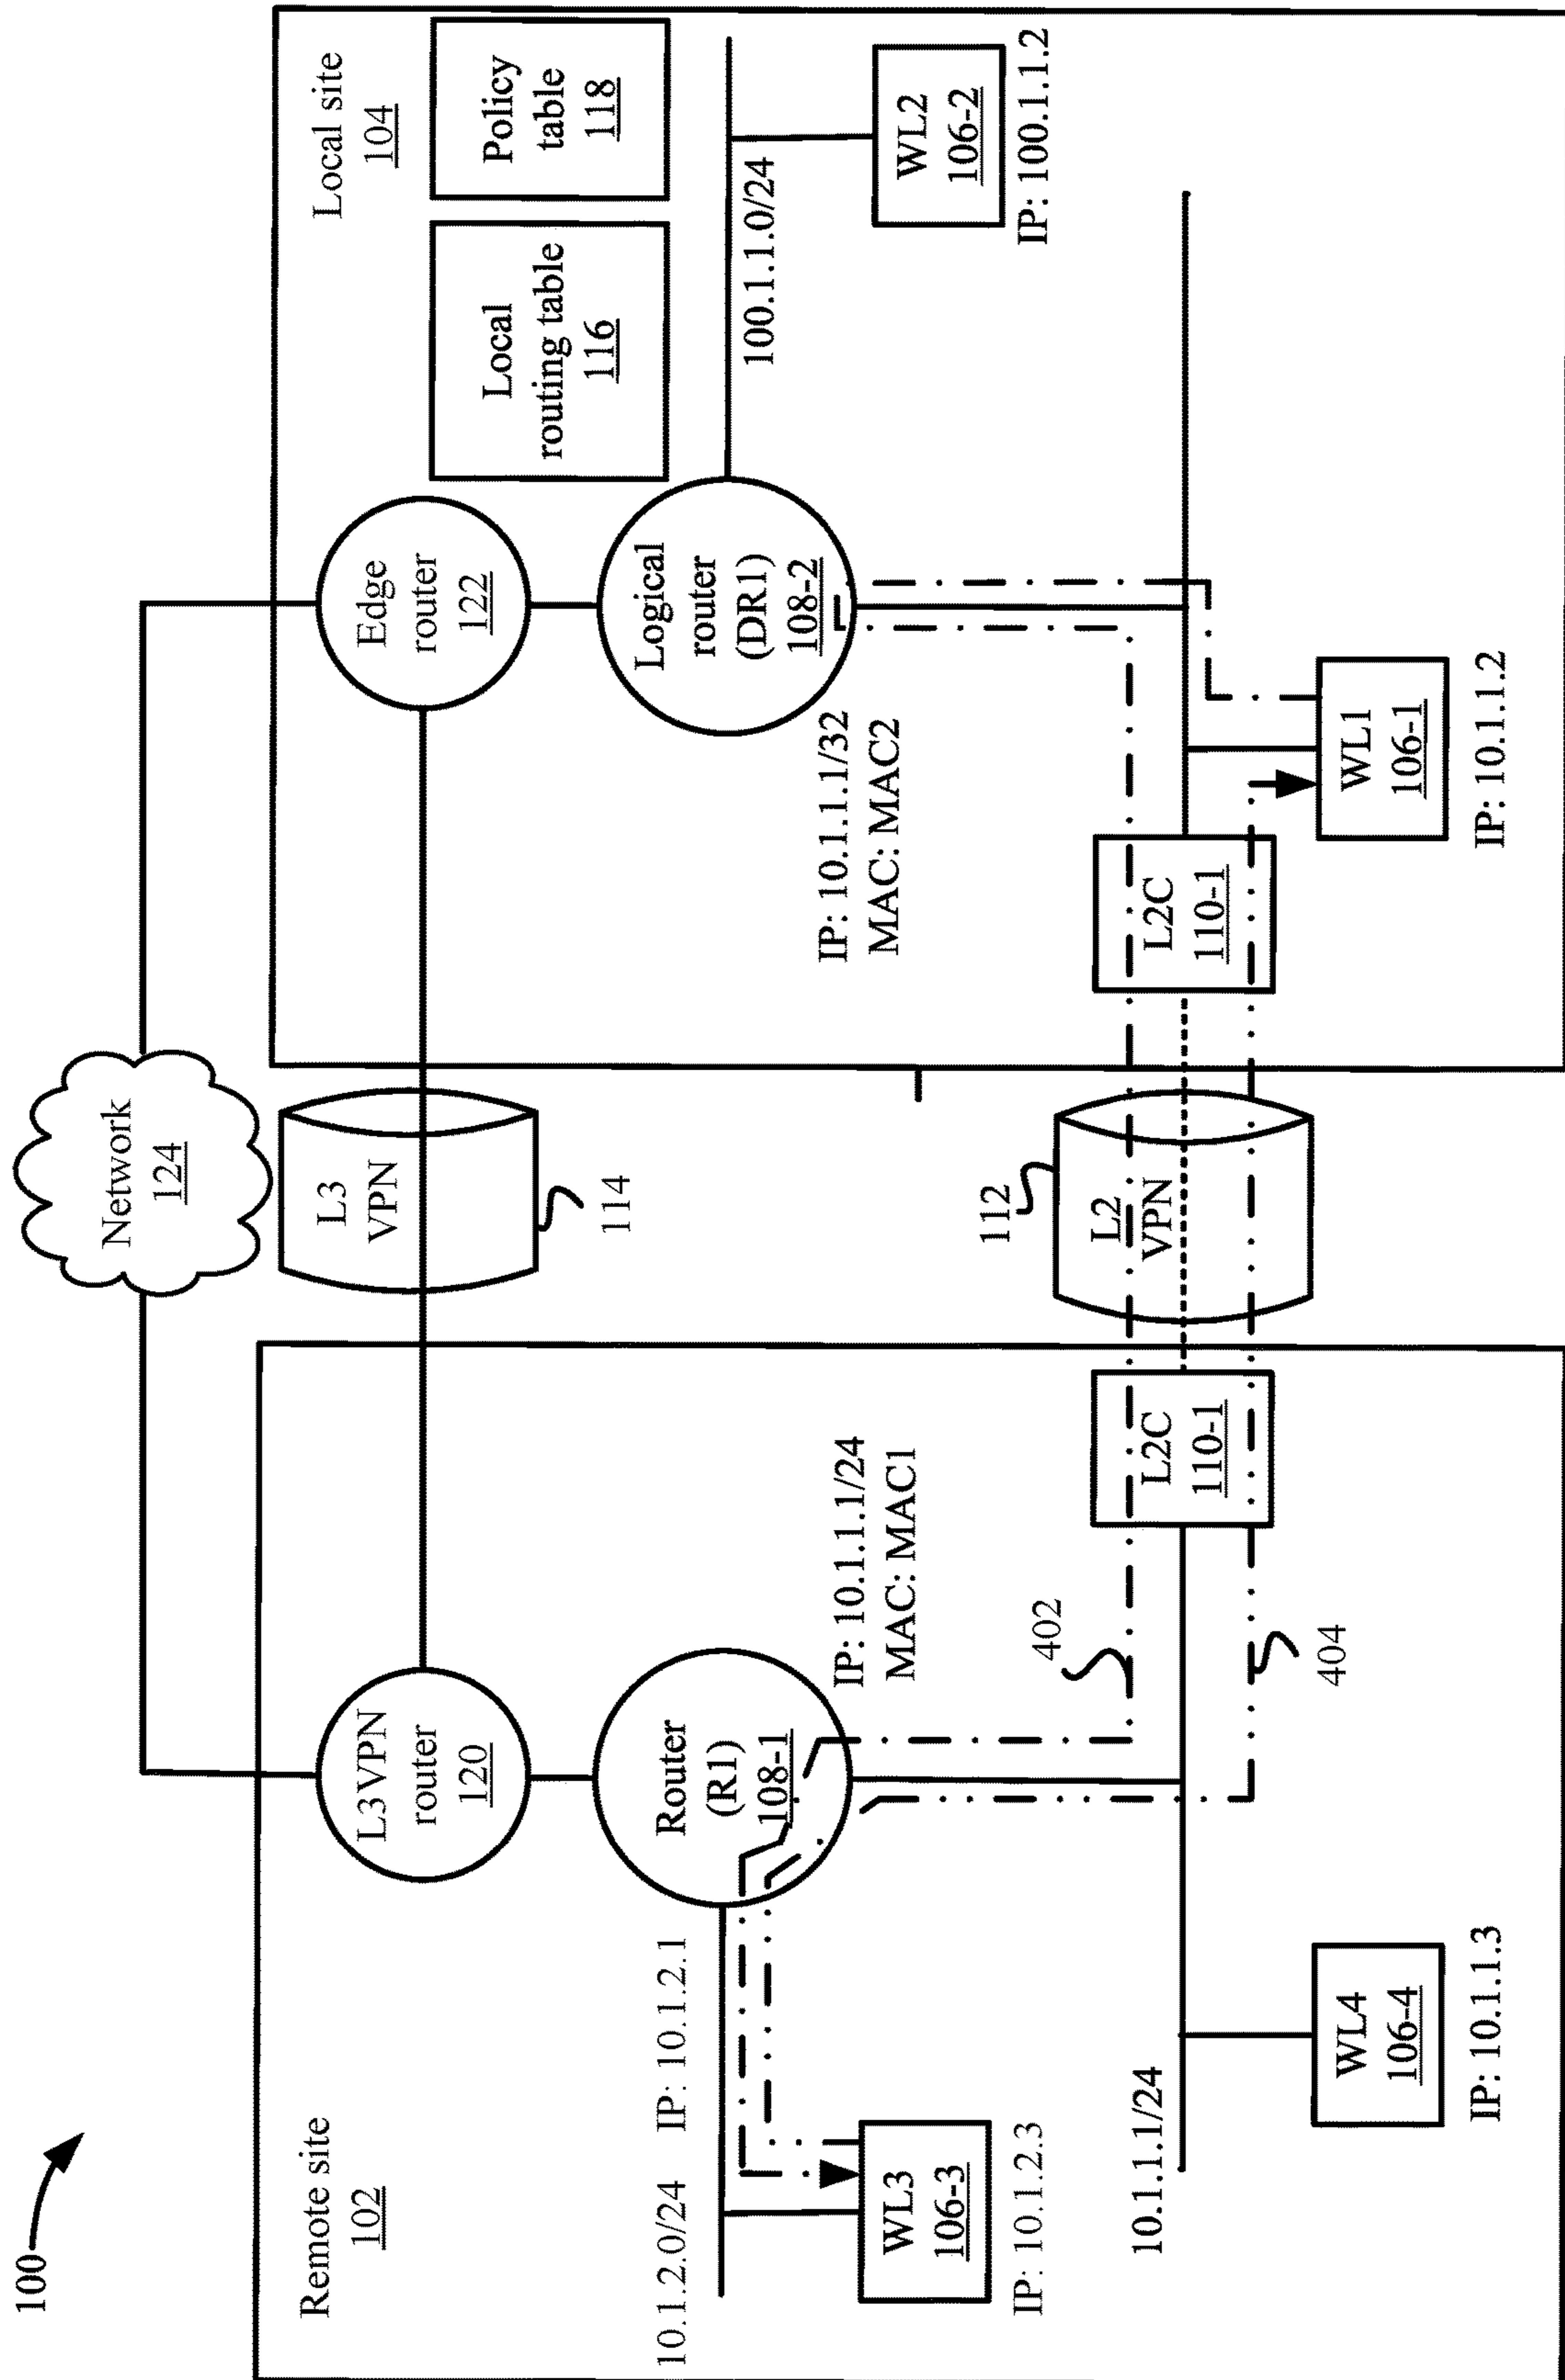 100
Network
124
Remote site
102
L3VPN
router
120
L3
VPN
114
Edge
router
122
Local site
104
Local
routing table
116
Policy
table
118
10.1.2.0/24
IP: 10.1.2.1
Router
(R1)
108-1
IP: 10.1.1.1/24
MAC: MAC1
Logical
router
(DR1)
108-2
IP: 10.1.1.1/32
MAC: MAC2
100.1.1.0/24
WL2
106-2
IP: 100.1.1.2
WL3
106-3
IP: 10.1.2.3
10.1.1.1/24
402
404
L2C
110-1
112
L2
VPN
L2C
110-1
WL4
106-4
IP: 10.1.1.3
WL1
106-1
IP: 10.1.1.2